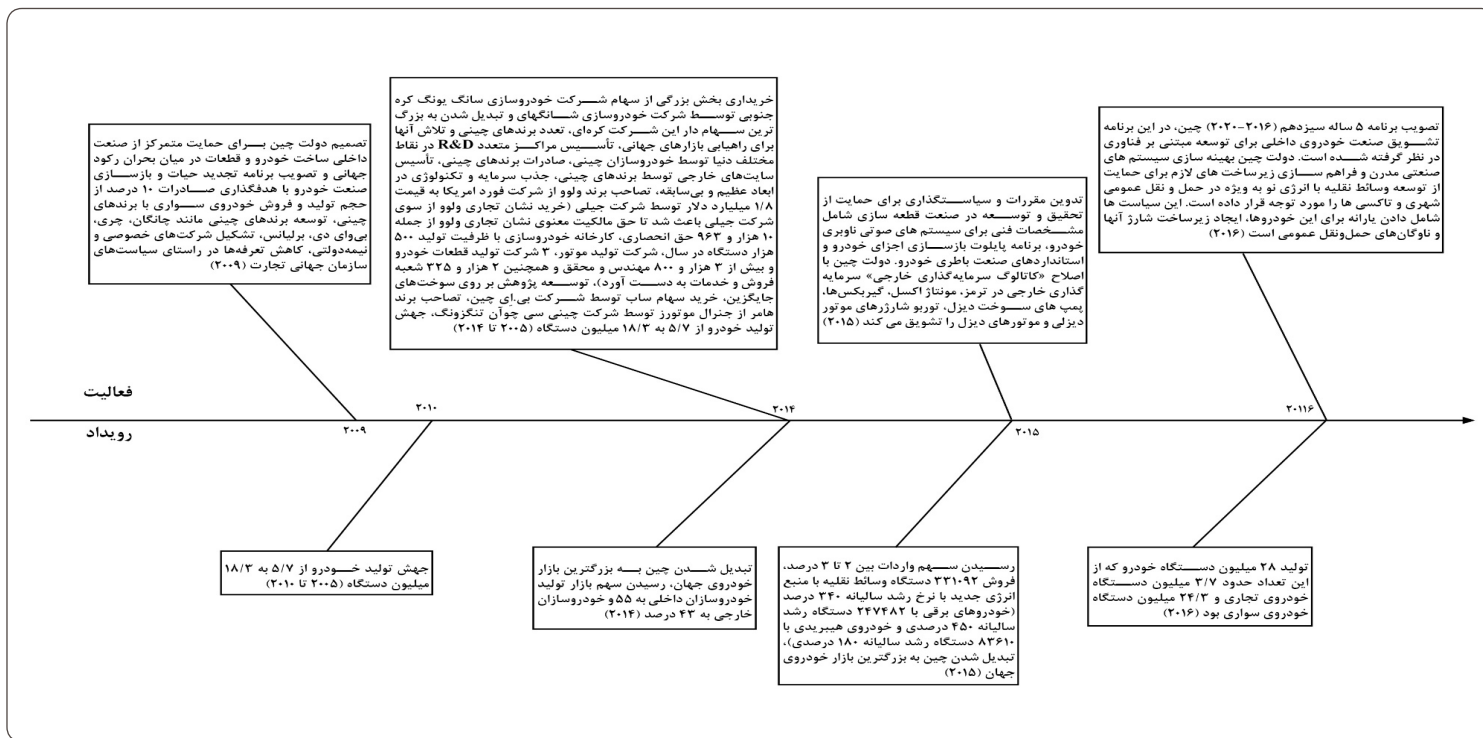 تصمیم دولت چین برای حمایت متمرکز از صنعت
داخلی ساخت خودرو و قطعات در میان بحران رکود
جهانی و تصویب برنامه تجدید حیات و بازسازی
صنعت خودرو با هدفگذاری صادرات ۱۰ درصد از
حجم تولید و فروش خودروی سواری با برندهای
چینی، توسعه برندهای چینی مانند چانگان، چری،
بی‌وای دی، برلیانس، تشکیل شرکت‌های خصوصی و
نیمه‌دولتی، کاهش تعرفه‌ها در راستای سیاست‌های
سازمان جهانی تجارت (۲۰۰۹)
خریداری بخش بزرگی از سهام شرکت خودروسازی سانگ یونگ کره
جنوبی توسط شرکت خودروسازی شانگهای و تبدیل شدن به بزرگ
ترین سهام دار این شرکت کره‌ای، تعدد برندهای چینی و تلاش آنها
برای راهیابی بازارهای جهانی، تأسیس مراکز متعدد R&D در نقاط
مختلف دنیا توسط خودروسازان چینی، صادرات برندهای چینی، تأسیس
سایت‌های خارجی توسط برندهای چینی، جذب سرمایه و تکنولوژی در
ابعاد عظیم و بی‌سابقه، تصاحب برند ولوو از شرکت فورد امریکا به قیمت
۱/۸ میلیارد دلار توسط شرکت جیلی (خرید نشان تجاری ولوو از سوی
شرکت جیلی باعث شد تا حق مالکیت معنوی نشان تجاری ولوو از جمله
۱۰ هزار و ۹۶۳ حق انحصاری، کارخانه خودروسازی با ظرفیت تولید ۵۰۰
هزار دستگاه در سال، شرکت تولید موتور، ۳ شرکت تولید قطعات خودرو
و بیش از ۳ هزار و ۸۰۰ مهندس و محقق و همچنین ۲ هزار و ۳۲۵ شعبه
فروش و خدمات به دست آورد)، توسعه پژوهش بر روی سوخت‌های
جایگزین، خرید سهام ساب توسط شرکت بی.ای چین، تصاحب برند
هامر از جنرال موتورز توسط شرکت چینی سی چوآن تنگزونگ، جهش
تولید خودرو از ۵/۷ به ۱۸/۳ میلیون دستگاه (۲۰۰۵ تا ۲۰۱۴)
تدوین مقررات و سیاستگذاری برای حمایت از
تحقیق و توسعه در صنعت قطعه سازی شامل
مشخصات فنی برای سیستم های صوتی ناوبری
خودرو، برنامه پایلوت بازسازی اجزای خودرو و
استانداردهای صنعت باطری خودرو. دولت چین با
اصلاح «کاتالوگ سرمایه‌گذاری خارجی» سرمایه
گذاری خارجی در ترمز، مونتاژ اکسل، گیربکس‌ها،
پمپ های سوخت دیزل، توربو شارژرهای موتور
دیزلی و موتورهای دیزل را تشویق می کند (۲۰۱۵)
تصویب برنامه ۵ ساله سیزدهم (۲۰۱۶-۲۰۲۰) چین، در این برنامه
تشویق صنعت خودروی داخلی برای توسعه مبتنی بر فناوری
در نظر گرفته شده است. دولت چین بهینه سازی سیستم های
صنعتی مدرن و فراهم سازی زیرساخت های لازم برای حمایت
از توسعه وسائط نقلیه با انرژی نو به ویژه در حمل و نقل عمومی
شهری و تاکسی ها را مورد توجه قرار داده است. این سیاست ها
شامل دادن یارانه برای این خودروها، ایجاد زیرساخت شارژ آنها
و ناوگان‌های حمل‌ونقل عمومی است (۲۰۱۶)
فعالیت
رویداد
۲۰۰۹
۲۰۱۰
۲۰۱۴
۲۰۱۵
۲۰۱۱۶
جهش تولید خودرو از ۵/۷ به ۱۸/۳
میلیون دستگاه (۲۰۰۵ تا ۲۰۱۰)
تبدیل شدن چین به بزرگترین بازار
خودروی جهان، رسیدن سهم بازار تولید
خودروسازان داخلی به ۵۵ و خودروسازان
خارجی به ۴۳ درصد (۲۰۱۴)
رسیدن سهم واردات بین ۲ تا ۳ درصد،
فروش ۳۳۱۰۹۲ دستگاه وسائط نقلیه با منبع
انرژی جدید با نرخ رشد سالیانه ۳۴۰ درصد
(خودروهای برقی با ۲۴۷۴۸۲ دستگاه رشد
سالیانه ۴۵۰ درصدی و خودروی هیبریدی با
۸۳۶۱۰ دستگاه رشد سالیانه ۱۸۰ درصدی)،
تبدیل شدن چین به بزرگترین بازار خودروی
جهان (۲۰۱۵)
تولید ۲۸ میلیون دستگاه خودرو که از
این تعداد حدود ۳/۷ میلیون دستگاه
خودروی تجاری و ۲۴/۳ میلیون دستگاه
خودروی سواری بود (۲۰۱۶)